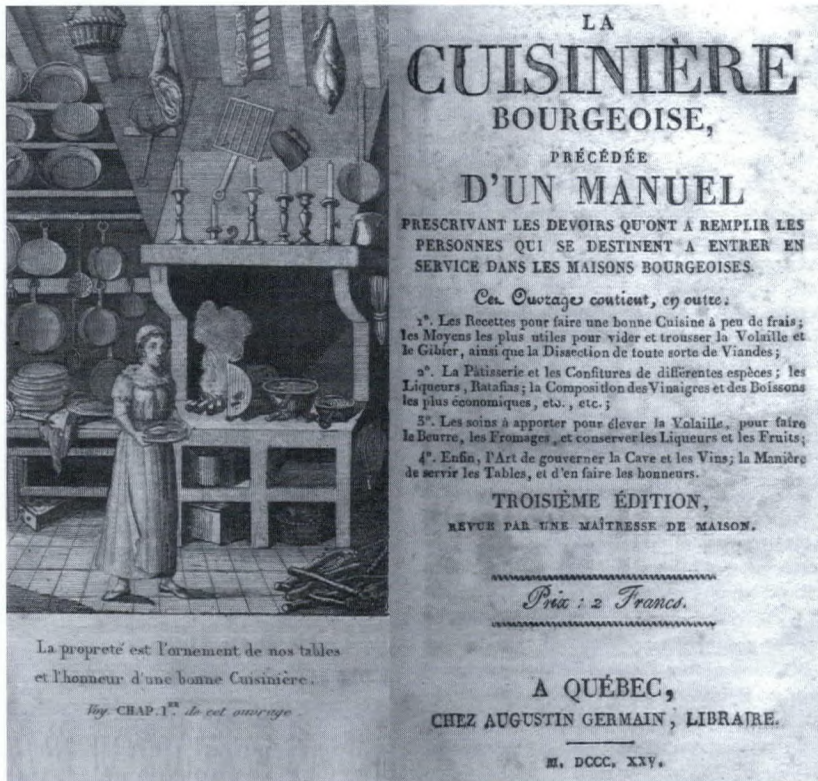 La propreté est l'ornement de nos tables
et l'honneur d'une bonne Cuisinière.
Voy. CHAP. 1ER. de cet ouvrage
LA
CUISINIÈRE
BOURGEOISE,
PRÉCÉDÉE
D'UN MANUEL
PRESCRIVANT LES DEVOIRS QU'ONT A REMPLIR LES
PERSONNES QUI SE DESTINENT A ENTRER EN
SERVICE DANS LES MAISONS BOURGEOISES.
Cet Ouvrage contient, en outre:
1°. Les Recettes pour faire une bonne Cuisine à peu de frais;
les Moyens les plus utiles pour vider et trousser la Volaille et
le Gibier, ainsi que la Dissection de toute sorte de Viandes;
2°. La Pâtisserie et les Confitures de différentes espèces; les
Liqueurs, Ratafias; la Composition des Vinaigres et des Boissons
les plus économiques, etc., etc.;
3°. Les soins à apporter pour élever la Volaille, pour faire
le Beurre, les Fromages, et conserver les Liqueurs et les Fruits;
4°. Enfin, l'Art de gouverner la Cave et les Vins; la Manière
de servir les Tables, et d'en faire les honneurs.
TROISIÈME ÉDITION,
REVUE PAR UNE MAÎTRESSE DE MAISON.
Prix : 2 Francs.
A QUÉBEC,
CHEZ AUGUSTIN GERMAIN, LIBRAIRE.
M. DCCC. XXV.